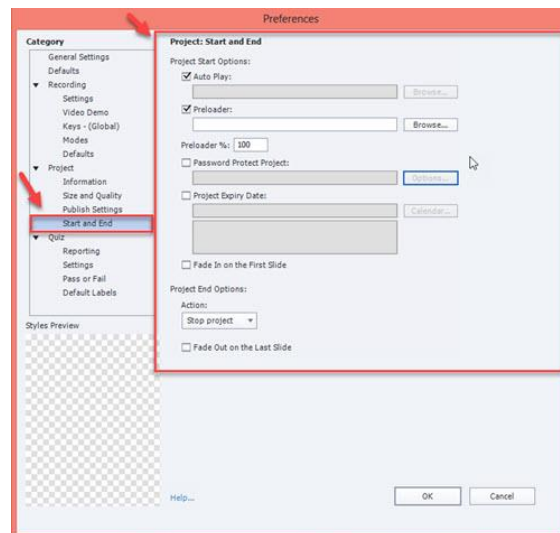 Preferences
Category
General Settings
Defaults
Recording
Settings
Video Demo
Keys - (Global)
Modes
Defaults
Project
Information
Size and Quality
Publish Settings
Start and End
Quiz
Reporting
Settings
Pass or Fail
Default Labels
Styles Preview
Project: Start and End
Project Start Options:
Auto Play:
Browse...
Preloader:
Browse...
Preloader %: 100
Password Protect Project:
Options...
Project Expiry Date:
Calendar...
Fade In on the First Slide
Project End Options:
Action:
Stop project
Fade Out on the Last Slide
Help... OK Cancel